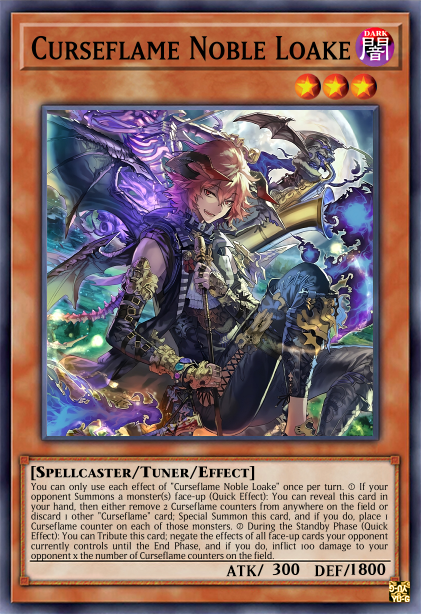 Curseflame Noble Loake
DARK
闇
[Spellcaster/Tuner/Effect]
You can only use each effect of "Curseflame Noble Loake" once per turn. ① If your
opponent Summons a monster(s) face-up (Quick Effect): You can reveal this card in
your hand, then either remove 2 Curseflame counters from anywhere on the field or
discard 1 other "Curseflame" card; Special Summon this card, and if you do, place 1
Curseflame counter on each of those monsters. ② During the Standby Phase (Quick
Effect): You can Tribute this card; negate the effects of all face-up cards your opponent
currently controls until the End Phase, and if you do, inflict 100 damage to your
opponent x the number of Curseflame counters on the field.
ATK/ 300 DEF/1800